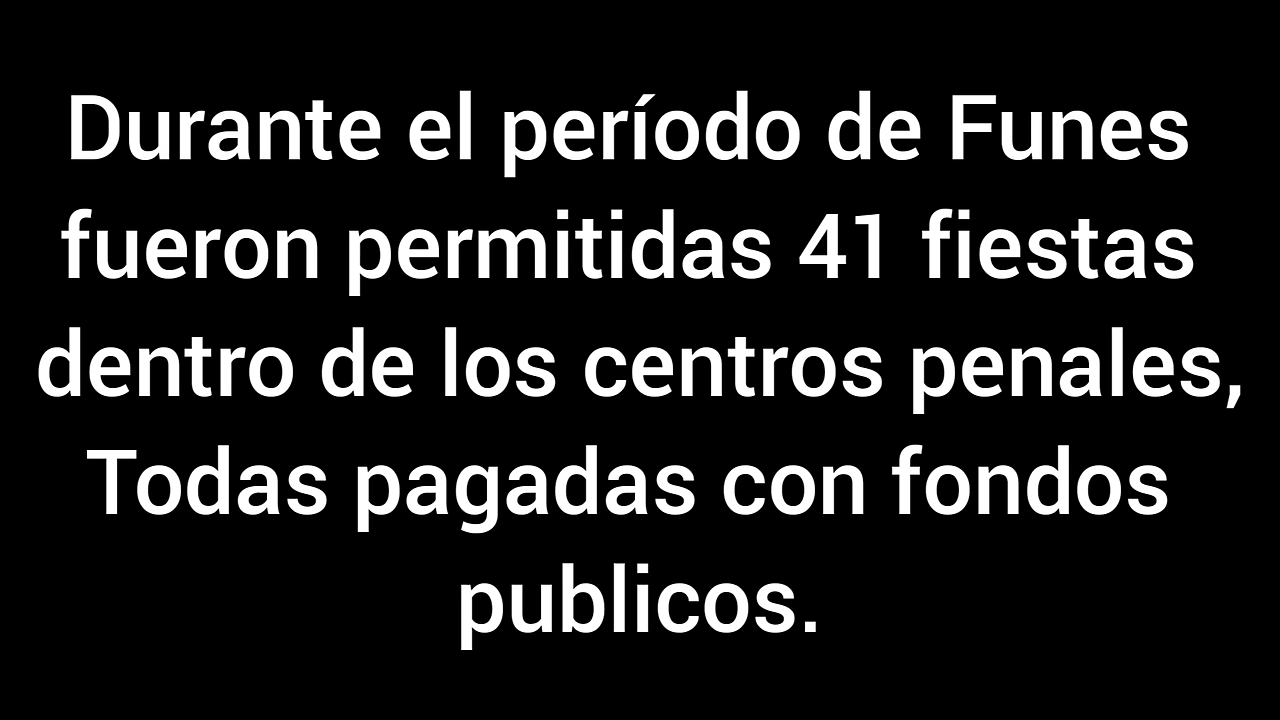 Durante el período de Funes
fueron permitidas 41 fiestas
dentro de los centros penales,
Todas pagadas con fondos
publicos.